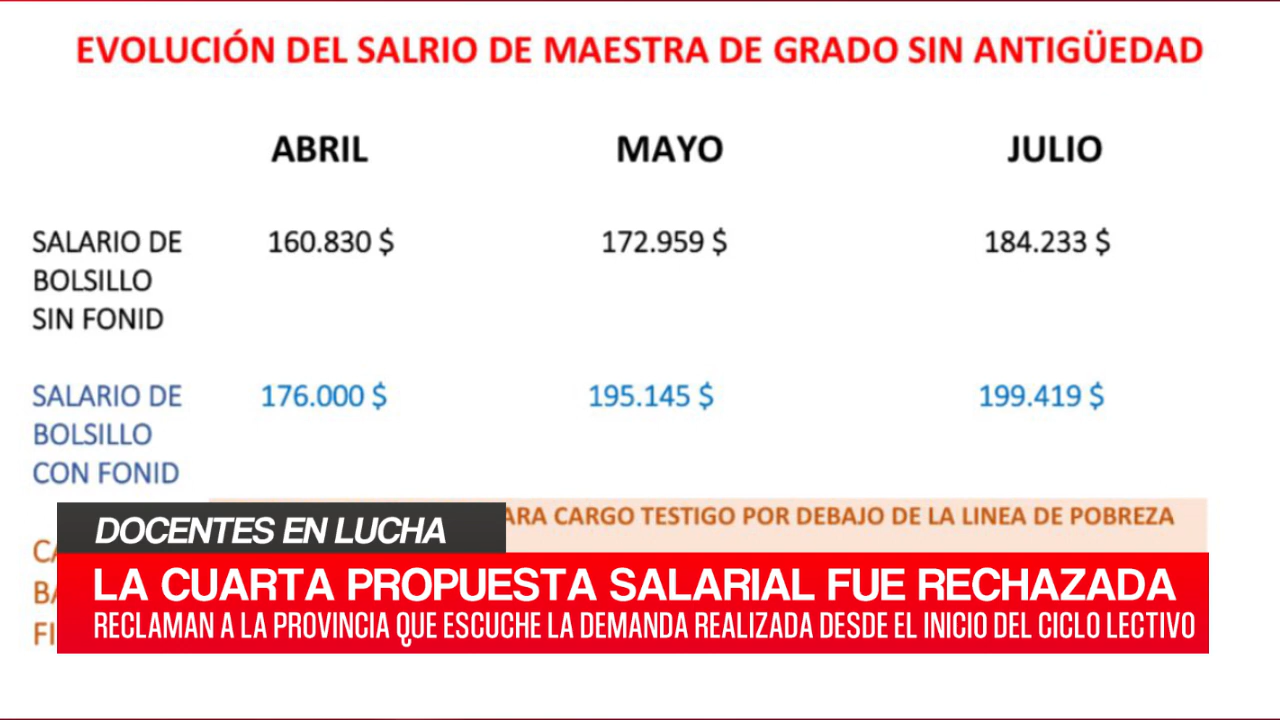 EVOLUCIÓN DEL SALRIO DE MAESTRA DE GRADO SIN ANTIGÜEDAD
ABRIL MAYO JULIO
SALARIO DE 160.830 $ 172.959 $ 184.233 $
BOLSILLO
SIN FONID
SALARIO DE 176.000 $ 195.145 $ 199.419 $
BOLSILLO
CON FONID
CARGO TESTIGO POR DEBAJO DE LA LINEA DE POBREZA
DOCENTES EN LUCHA
LA CUARTA PROPUESTA SALARIAL FUE RECHAZADA
RECLAMAN A LA PROVINCIA QUE ESCUCHE LA DEMANDA REALIZADA DESDE EL INICIO DEL CICLO LECTIVO